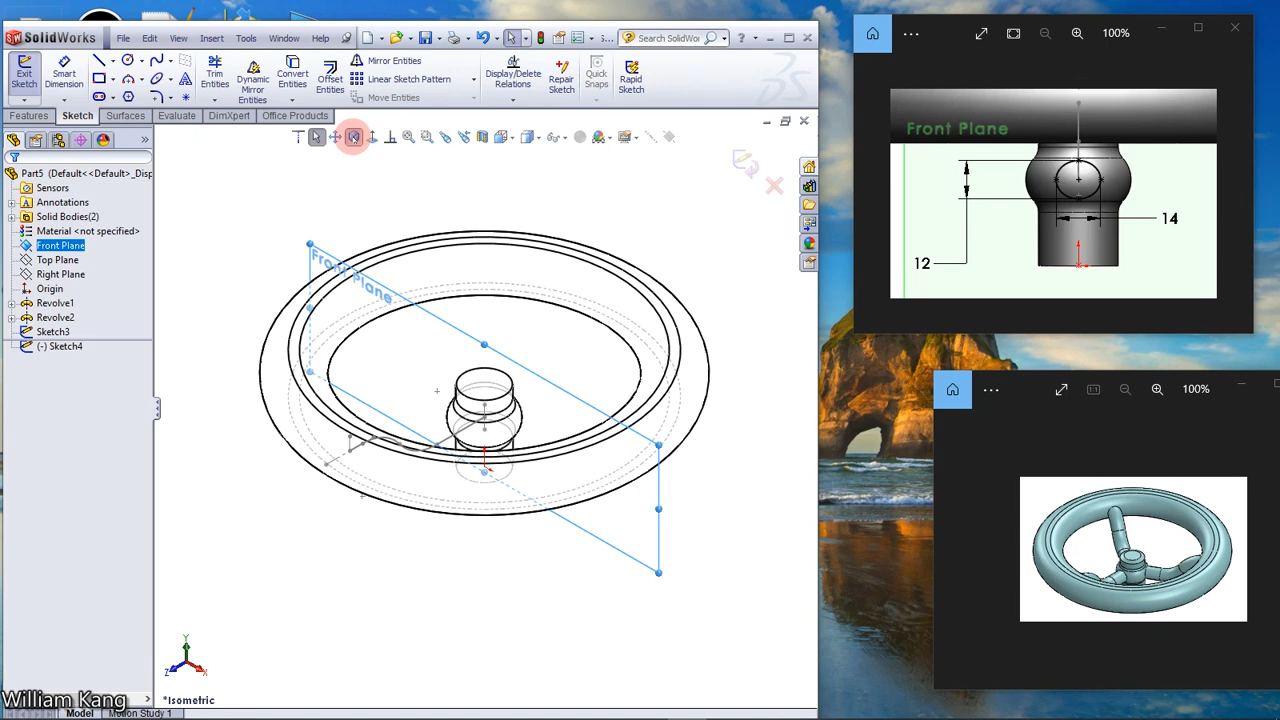 SolidWorks File Edit View Insert Tools Window Help Search SolidWo
100%
Exit Sketch
Smart Dimension
Trim Entities
Dynamic Mirror Entities
Convert Entities
Offset Entities
Mirror Entities
Linear Sketch Pattern
Move Entities
Display/Delete Relations
Repair Sketch
Quick Snaps
Rapid Sketch
Features Sketch Surfaces Evaluate DimXpert Office Products
Part5 (Default<<Default>_Disp
Sensors
Annotations
Solid Bodies(2)
Material <not specified>
Front Plane
Top Plane
Right Plane
Origin
Revolve1
Revolve2
Sketch3
(-) Sketch4
Front Plane
Y
Z
X
*Isometric
Model Motion Study 1
William Kang
Front Plane
14
12
1:1
100%